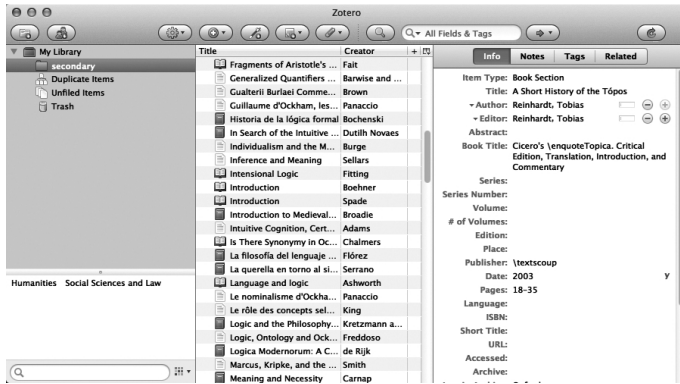 Zotero
All Fields & Tags
My Library
secondary
Duplicate Items
Unfiled Items
Trash
Humanities Social Sciences and Law
Title Creator
Fragments of Aristotle's ... Fait
Generalized Quantifiers ... Barwise and ...
Gualterii Burlaei Comme... Brown
Guillaume d'Ockham, les... Panaccio
Historia de la lógica formal Bochenski
In Search of the Intuitive ... Dutilh Novaes
Individualism and the M... Burge
Inference and Meaning Sellars
Intensional Logic Fitting
Introduction Boehner
Introduction Spade
Introduction to Medieval... Broadie
Intuitive Cognition, Cert... Adams
Is There Synonymy in Oc... Chalmers
La filosofía del lenguaje ... Flórez
La querella en torno al si... Serrano
Language and logic Ashworth
Le nominalisme d'Ockha... Panaccio
Le rôle des concepts sel... King
Logic and the Philosophy... Kretzmann a...
Logic, Ontology and Ock... Freddoso
Logica Modernorum: A C... de Rijk
Marcus, Kripke, and the ... Smith
Meaning and Necessity Carnap
Info Notes Tags Related
Item Type: Book Section
Title: A Short History of the Tópos
Author: Reinhardt, Tobias
Editor: Reinhardt, Tobias
Abstract:
Book Title: Cicero's \enquoteTopica. Critical
Edition, Translation, Introduction, and
Commentary
Series:
Series Number:
Volume:
# of Volumes:
Edition:
Place:
Publisher: \textscoup
Date: 2003 y
Pages: 18-35
Language:
ISBN:
Short Title:
URL:
Accessed:
Archive: